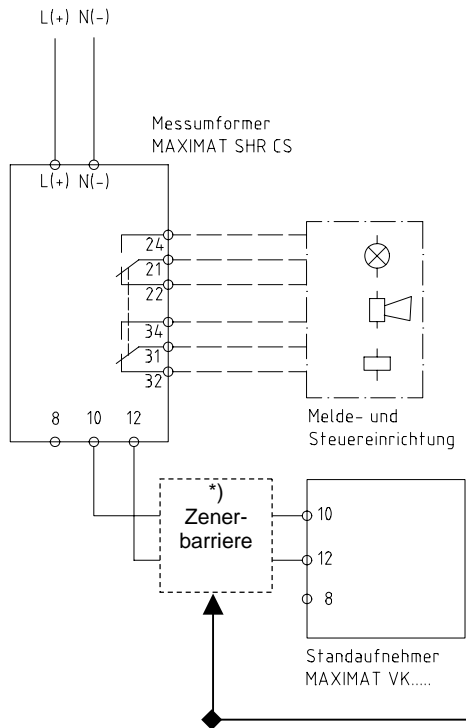 L(+) N(-)
Messumformer
MAXIMAT SHR CS
L(+) N(-)
24
21
22
34
31
32
Melde- und
Steuereinrichtung
8 10 12
*)
Zener-
barriere
10
12
8
Standaufnehmer
MAXIMAT VK.....